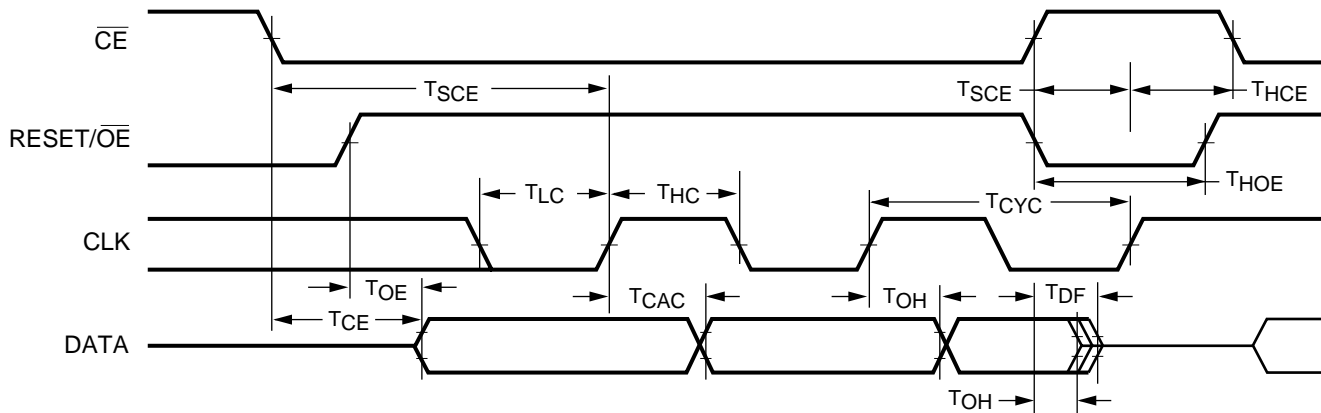 CE
TSCE TSCE THCE
RESET/OE
TLC THC TCYC THOE
CLK
TOE TCAC TOH TDF
TCE
DATA
TOH